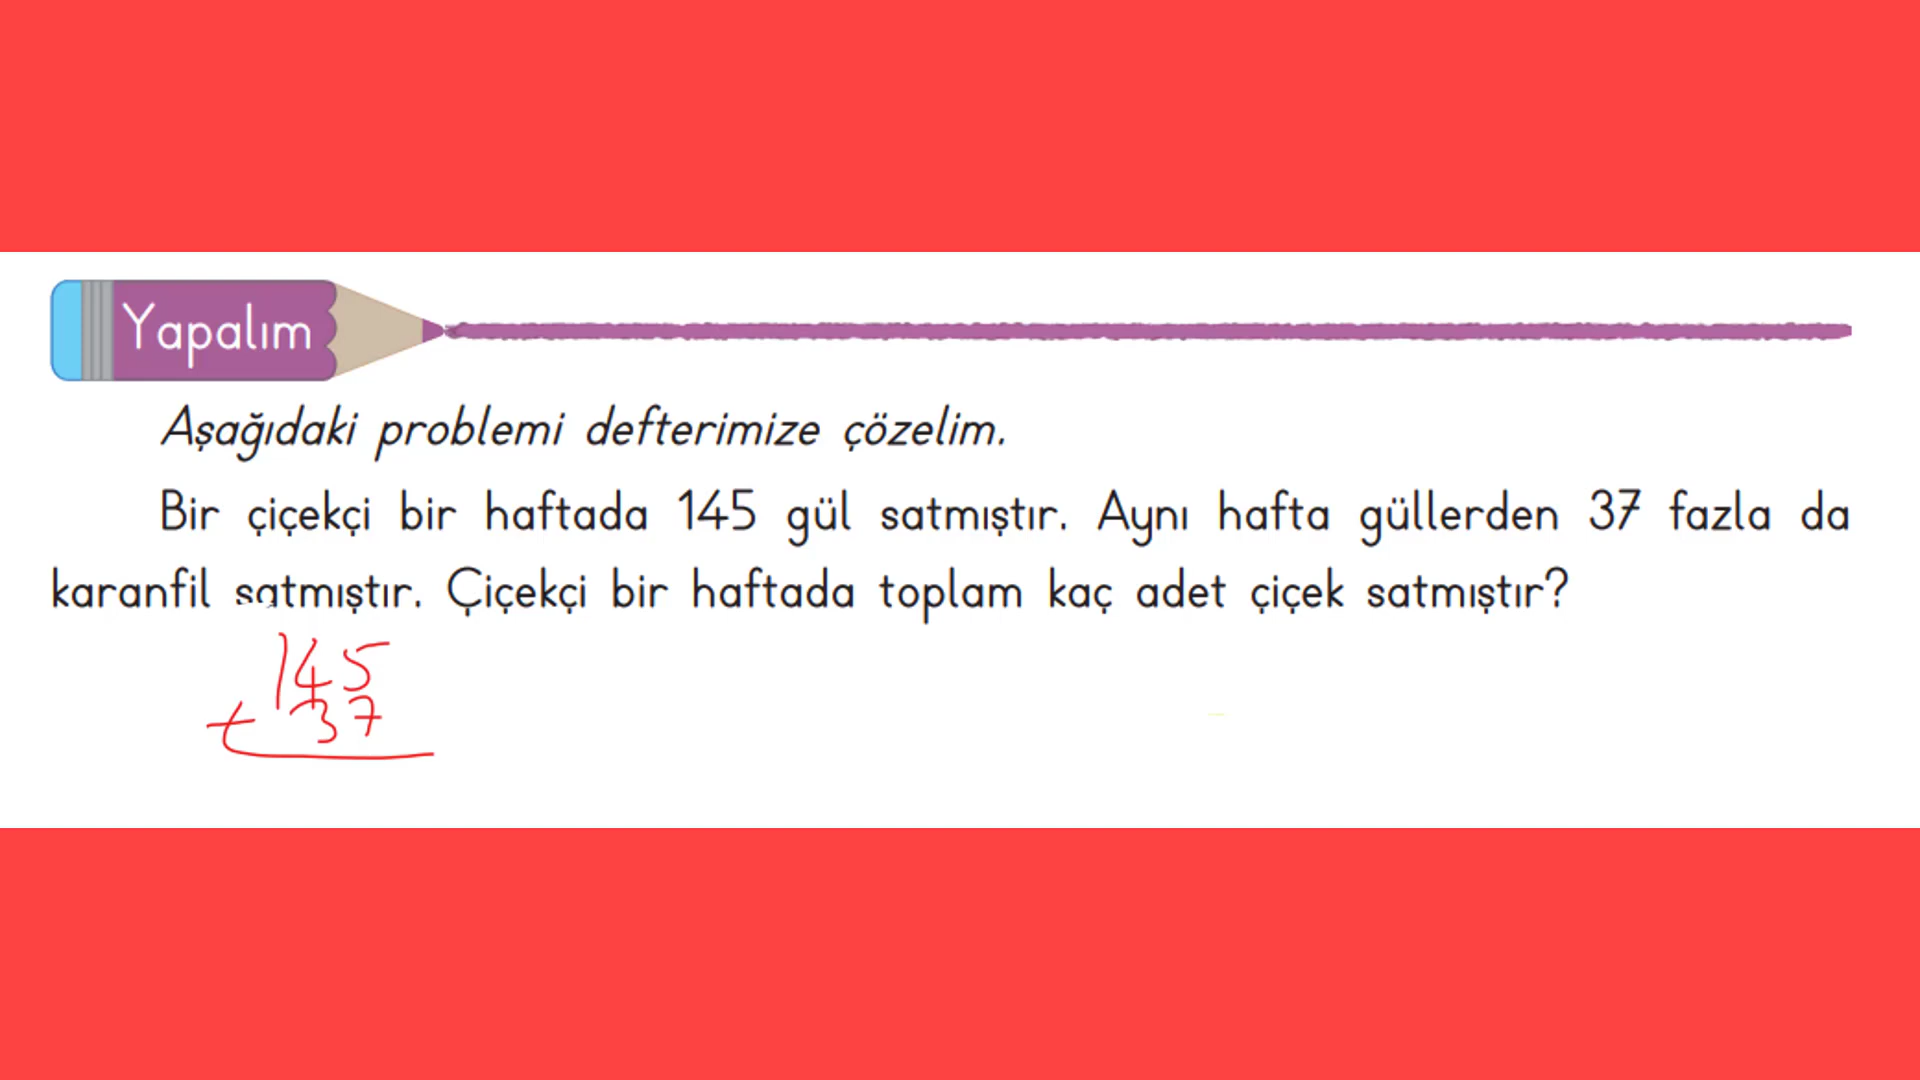 Yapalım
Aşağıdaki problemi defterimize çözelim.
Bir çiçekçi bir haftada 145 gül satmıştır. Aynı hafta güllerden 37 fazla da
karanfil satmıştır. Çiçekçi bir haftada toplam kaç adet çiçek satmıştır?
145
+ 37